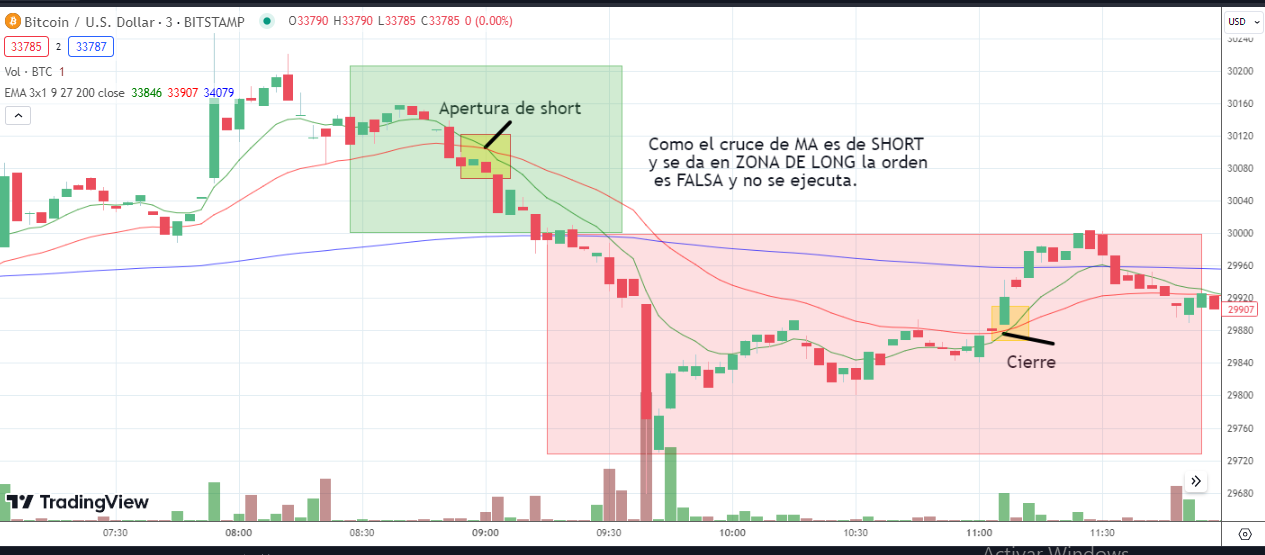 Bitcoin / U.S. Dollar · 3 · BITSTAMP O33790 H33790 L33785 C33785 0 (0.00%)
USD
33785 2 33787
Vol · BTC 1
EMA 3x1 9 27 200 close 33846 33907 34079
Apertura de short
Como el cruce de MA es de SHORT
y se da en ZONA DE LONG la orden
es FALSA y no se ejecuta.
Cierre
30240
30200
30160
30120
30080
30040
30000
29960
29920
29907
29880
29840
29800
29760
29720
29680
TradingView
07:30 08:00 08:30 09:00 09:30 10:00 10:30 11:00 11:30
Activar Windows